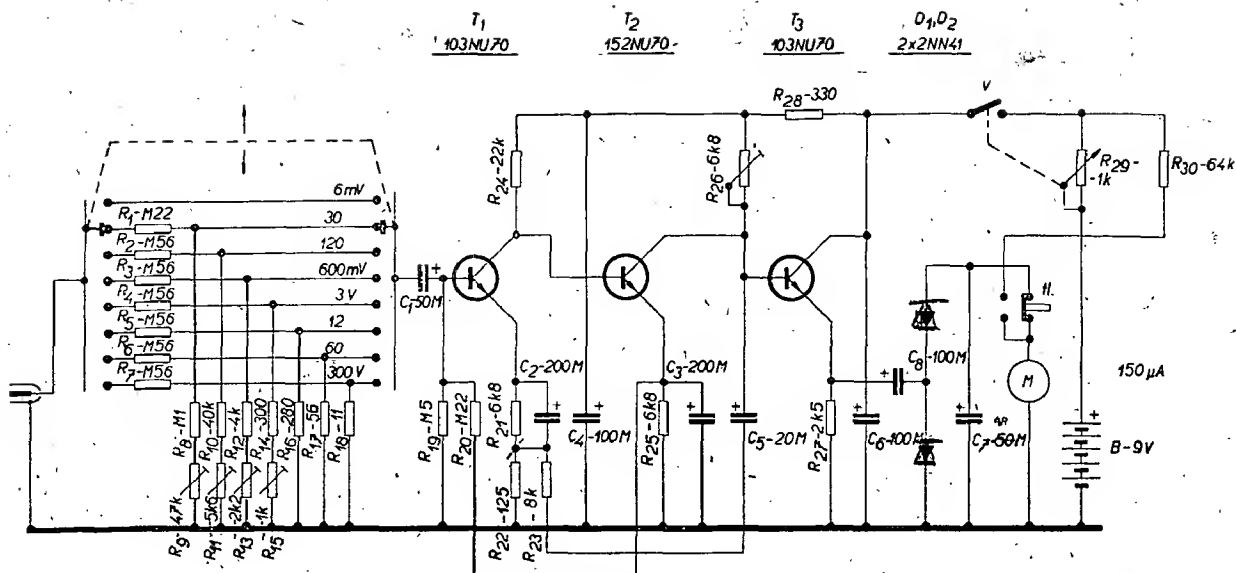 T1 T2 T3 D1,D2
103NU70 152NU70 103NU70 2x2NN41
R28-330
V
R24-22k
R26-6k8
R29-1k
R30-64k
6mV
R1-M22 30
R2-M56 120
R3-M56 600mV
R4-M56 3V
R5-M56 12
R6-M56 60
R7-M56 300V
C1-50M +
tl.
M
150 µA
+
B-9V
C2-200M
C3-200M
C8-100M
R8-M1
R10-40k
R12-4k
R14-300
R16-280
R17-56
R18-11
R19-M5
R20-M22
R21-6k8
C4-100M
R25-6k8
C5-20M
R27-2k5
C6-100M
C7-50M
R9-47k
R11-5k6
R13-2k2
R15-1k
R22-125
R23-8k